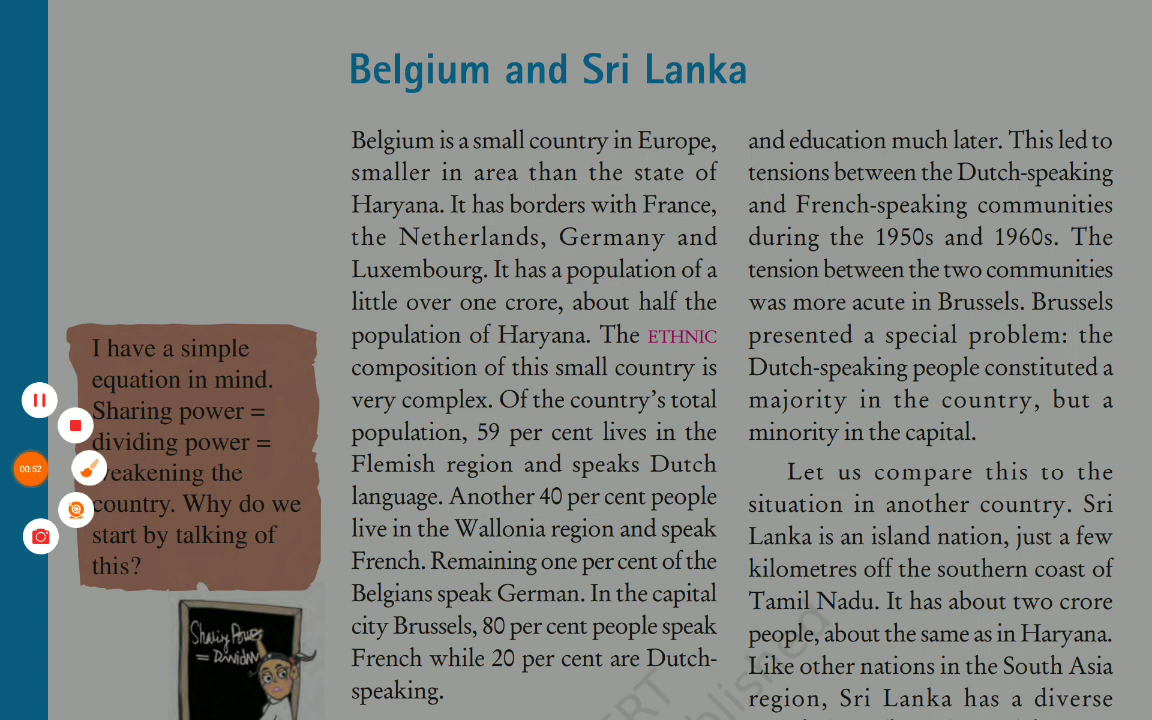 Belgium and Sri Lanka
Belgium is a small country in Europe,
smaller in area than the state of
Haryana. It has borders with France,
the Netherlands, Germany and
Luxembourg. It has a population of a
little over one crore, about half the
population of Haryana. The ETHNIC
composition of this small country is
very complex. Of the country's total
population, 59 per cent lives in the
Flemish region and speaks Dutch
language. Another 40 per cent people
live in the Wallonia region and speak
French. Remaining one per cent of the
Belgians speak German. In the capital
city Brussels, 80 per cent people speak
French while 20 per cent are Dutch-
speaking.
and education much later. This led to
tensions between the Dutch-speaking
and French-speaking communities
during the 1950s and 1960s. The
tension between the two communities
was more acute in Brussels. Brussels
presented a special problem: the
Dutch-speaking people constituted a
majority in the country, but a
minority in the capital.
Let us compare this to the
situation in another country. Sri
Lanka is an island nation, just a few
kilometres off the southern coast of
Tamil Nadu. It has about two crore
people, about the same as in Haryana.
Like other nations in the South Asia
region, Sri Lanka has a diverse
I have a simple
equation in mind.
Sharing power =
dividing power =
weakening the
country. Why do we
start by talking of
this?
00:52
Sharing Power
= Dividin